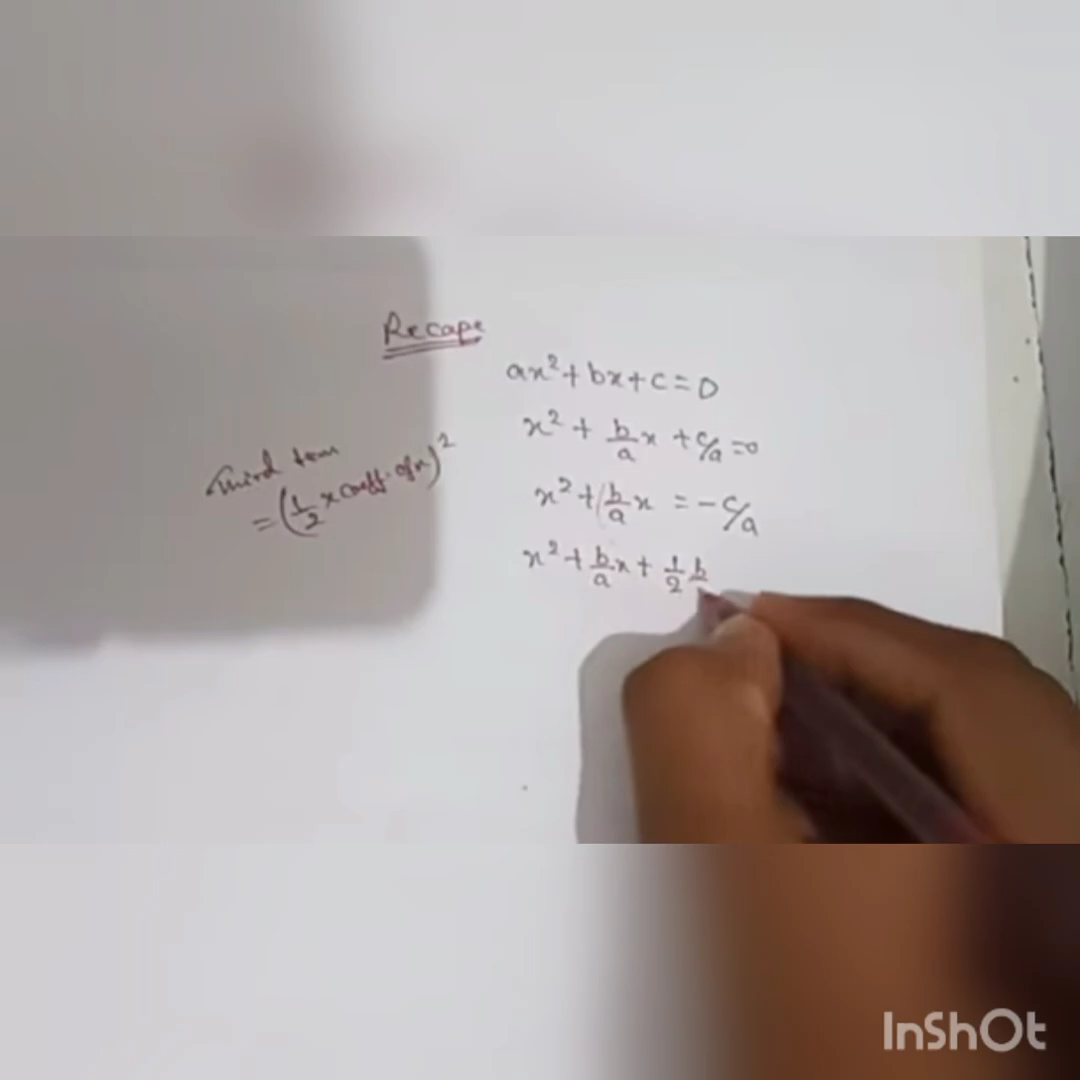 Recape
ax² + bx + c = 0
x² + b/a x + c/a = 0
Third term
= (1/2 × coeff. of x)²
x² + b/a x = - c/a
x² + b/a x + 1/2 b
InShOt